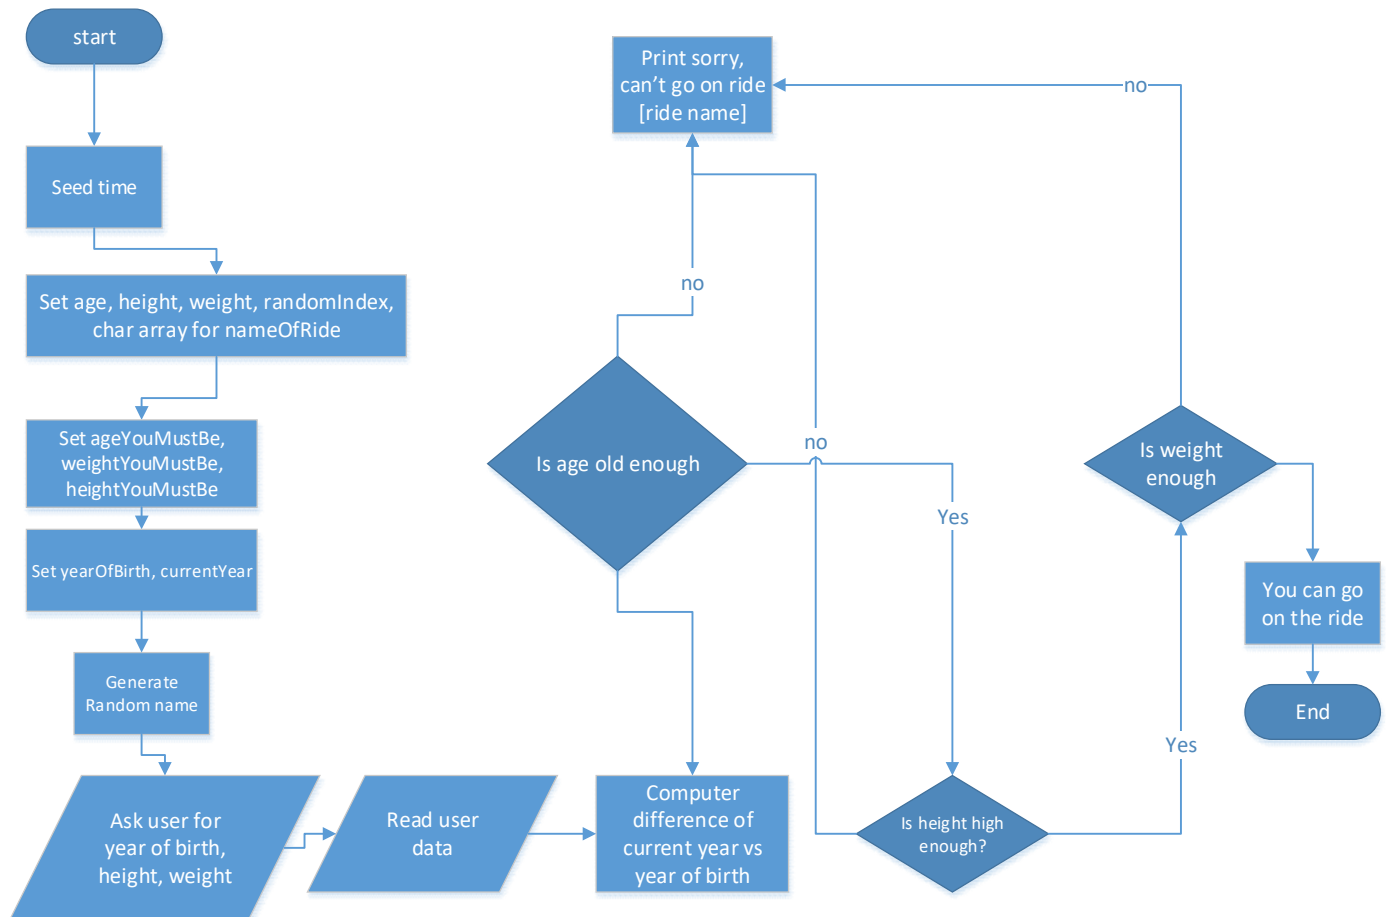 start
Seed time
Set age, height, weight, randomIndex,
char array for nameOfRide
Set ageYouMustBe,
weightYouMustBe,
heightYouMustBe
Set yearOfBirth, currentYear
Generate
Random name
Ask user for
year of birth,
height, weight
Read user
data
Computer
difference of
current year vs
year of birth
Is age old enough
no
Print sorry,
can't go on ride
[ride name]
Yes
Is height high
enough?
no
Yes
Is weight
enough
no
You can go
on the ride
End